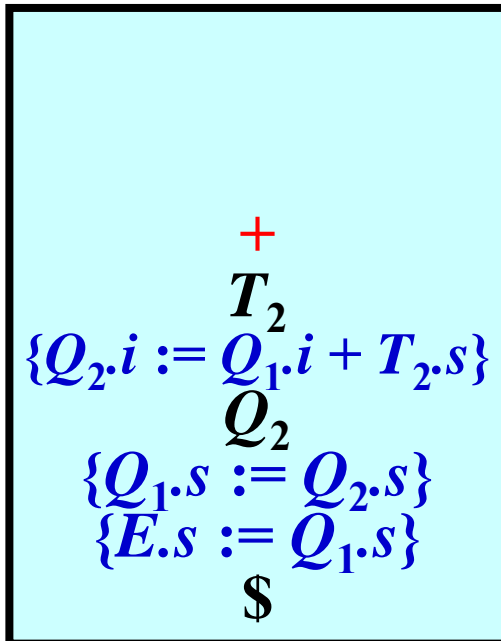 +
T₂
{Q₂.i := Q₁.i + T₂.s}
Q₂
{Q₁.s := Q₂.s}
{E.s := Q₁.s}
$